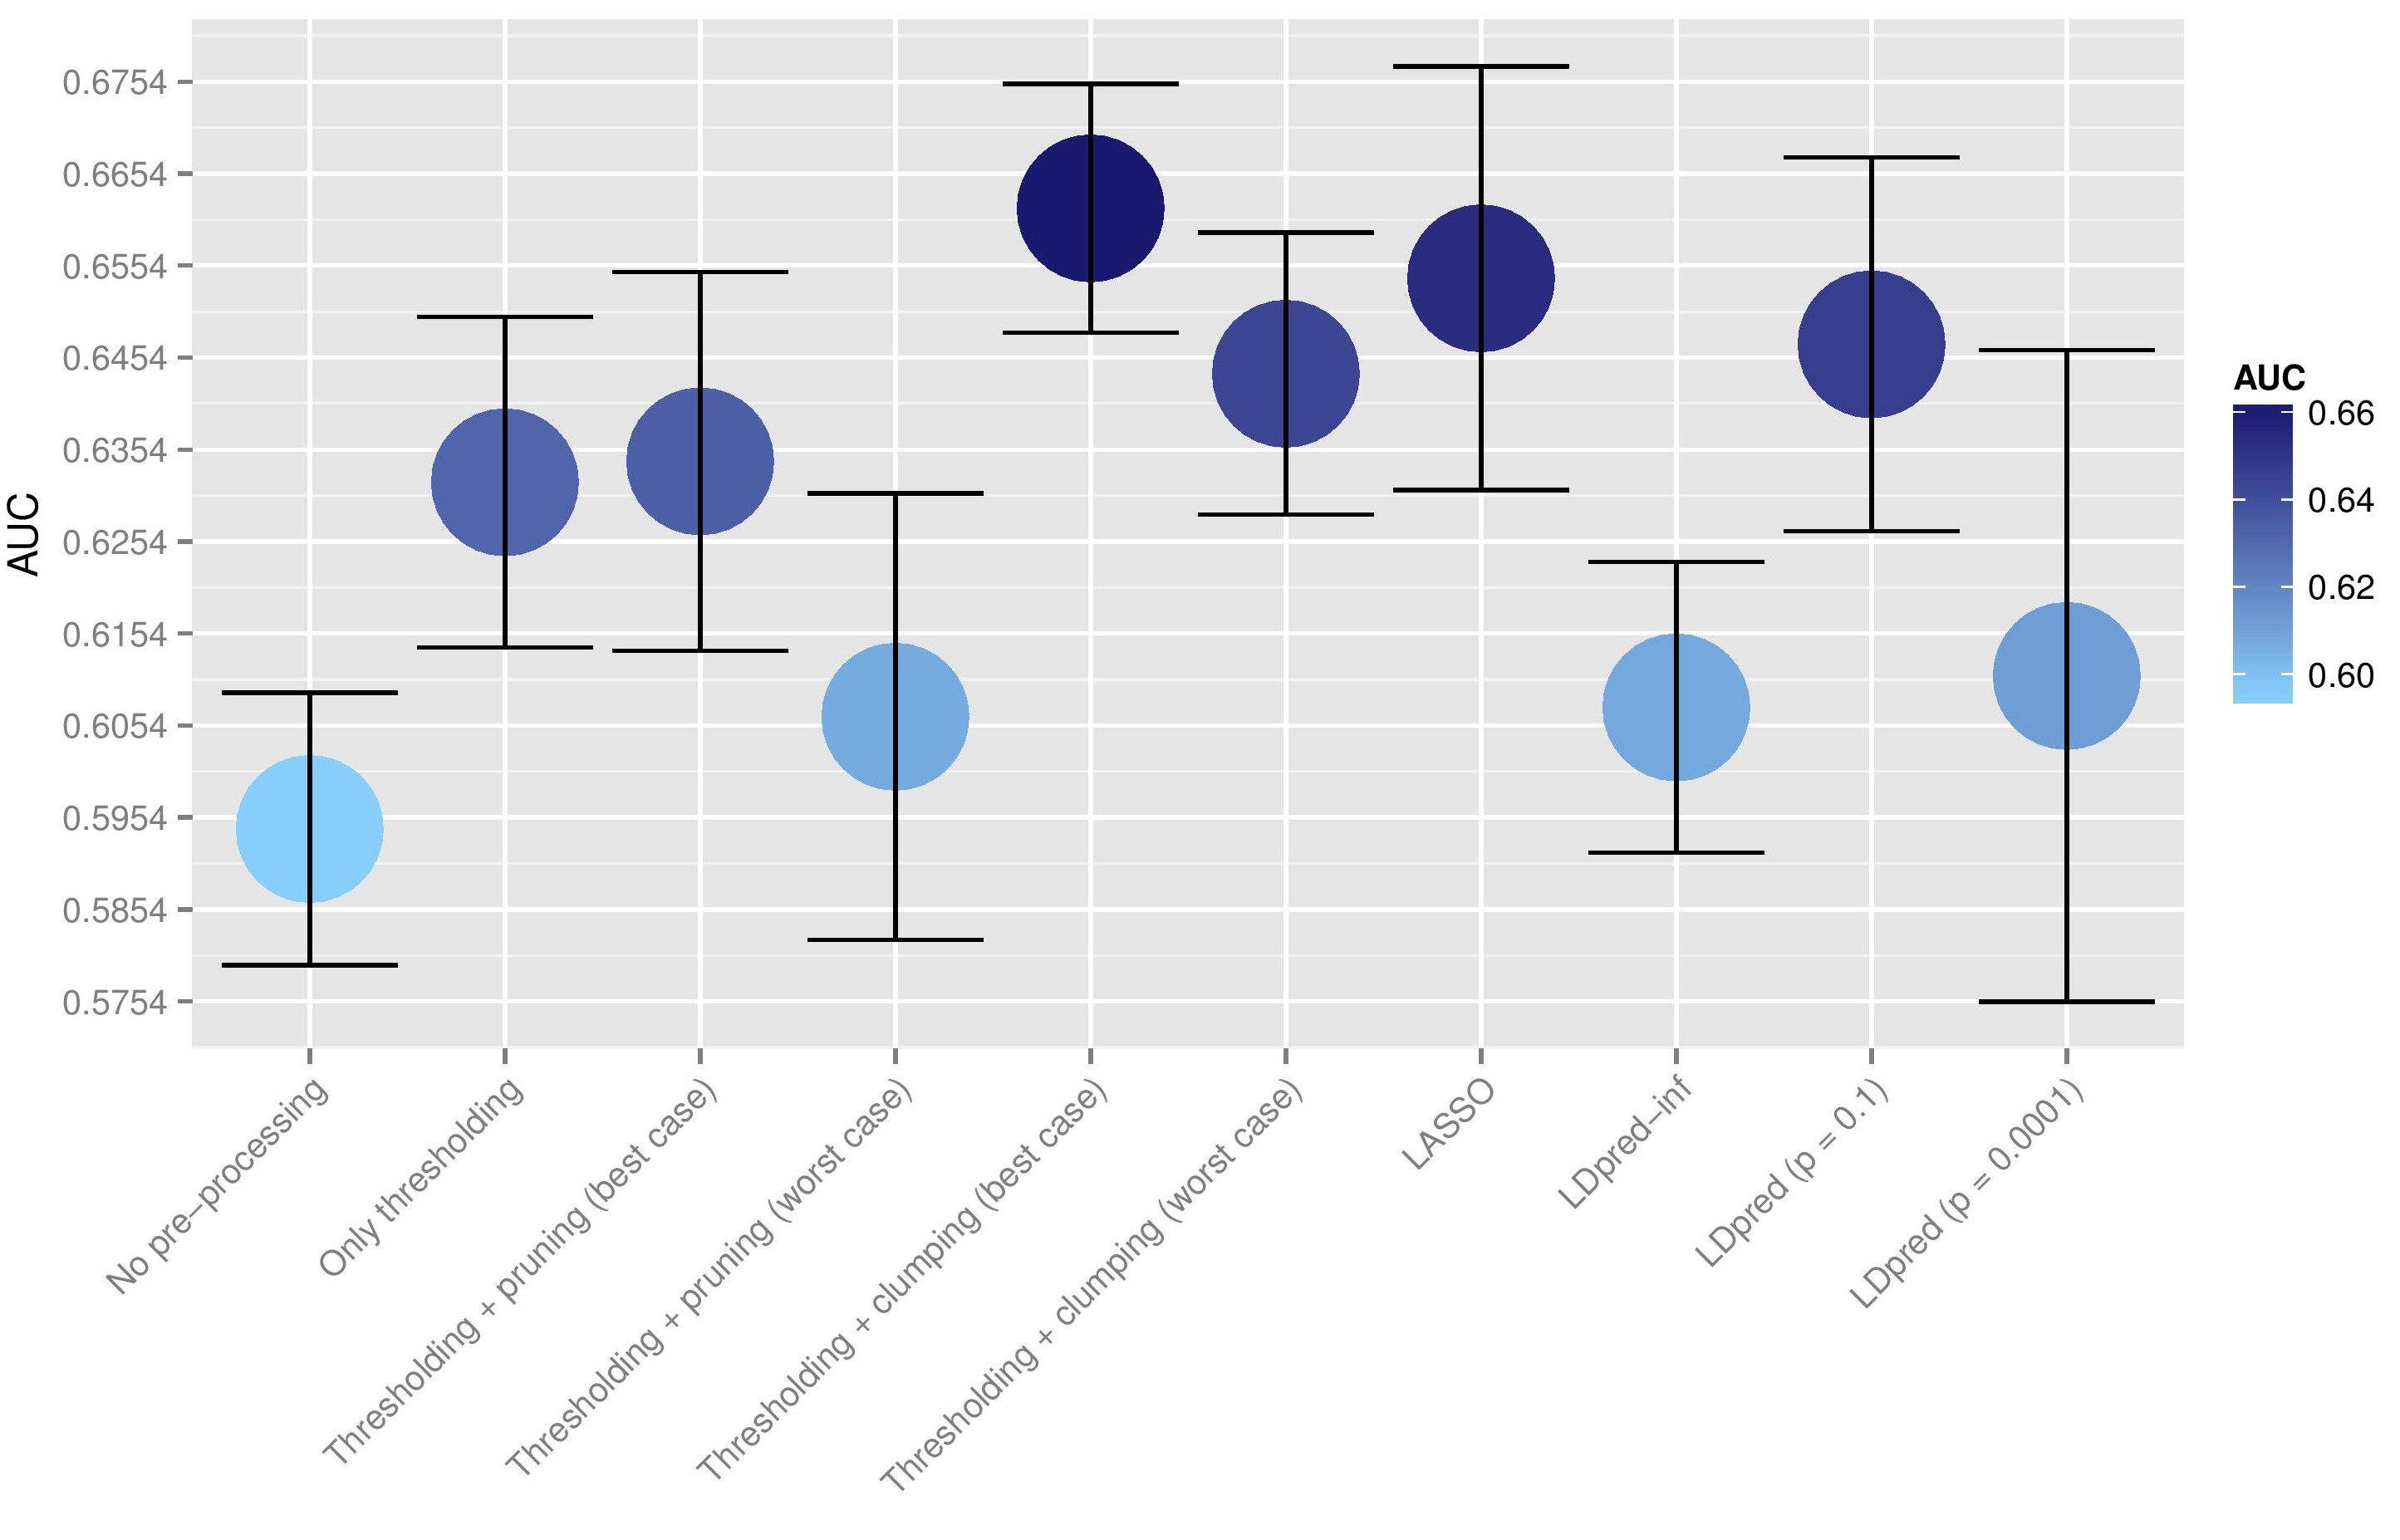 AUC
0.6754
0.6654
0.6554
0.6454
0.6354
0.6254
0.6154
0.6054
0.5954
0.5854
0.5754
No pre−processing
Only thresholding
Thresholding + pruning (best case)
Thresholding + pruning (worst case)
Thresholding + clumping (best case)
Thresholding + clumping (worst case)
LASSO
LDpred−inf
LDpred (p = 0.1)
LDpred (p = 0.0001)
AUC
0.66
0.64
0.62
0.60